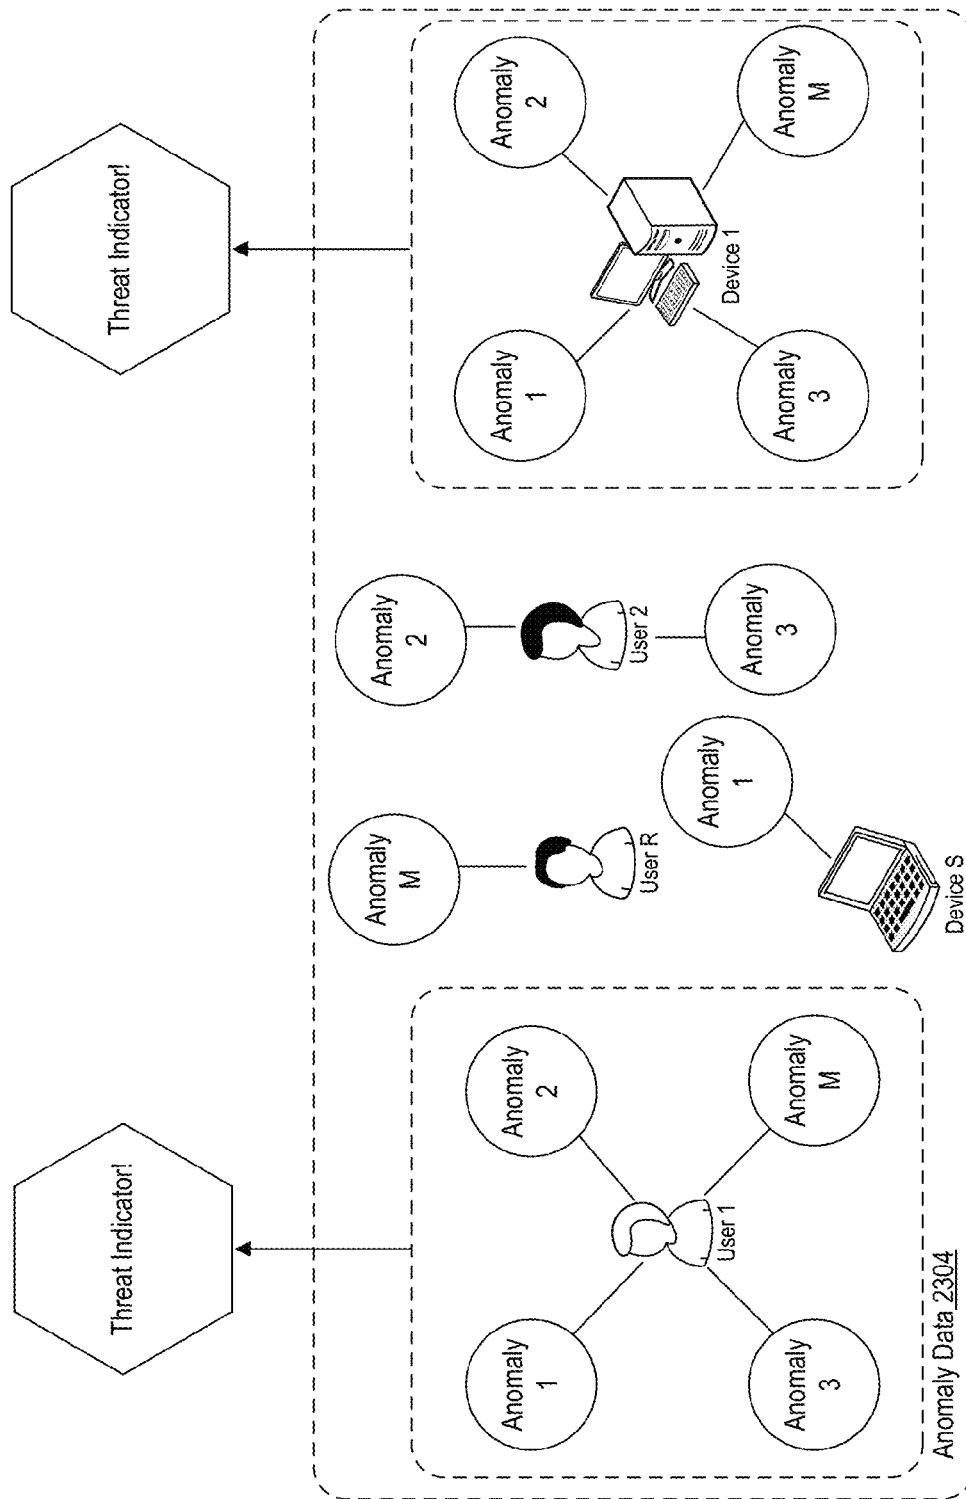 Threat Indicator!
Threat Indicator!
Anomaly
1
Anomaly
2
User 1
Anomaly
3
Anomaly
M
Anomaly
M
User R
Anomaly
1
Device S
Anomaly
2
User 2
Anomaly
3
Anomaly
1
Anomaly
2
Device 1
Anomaly
3
Anomaly
M
Anomaly Data 2304